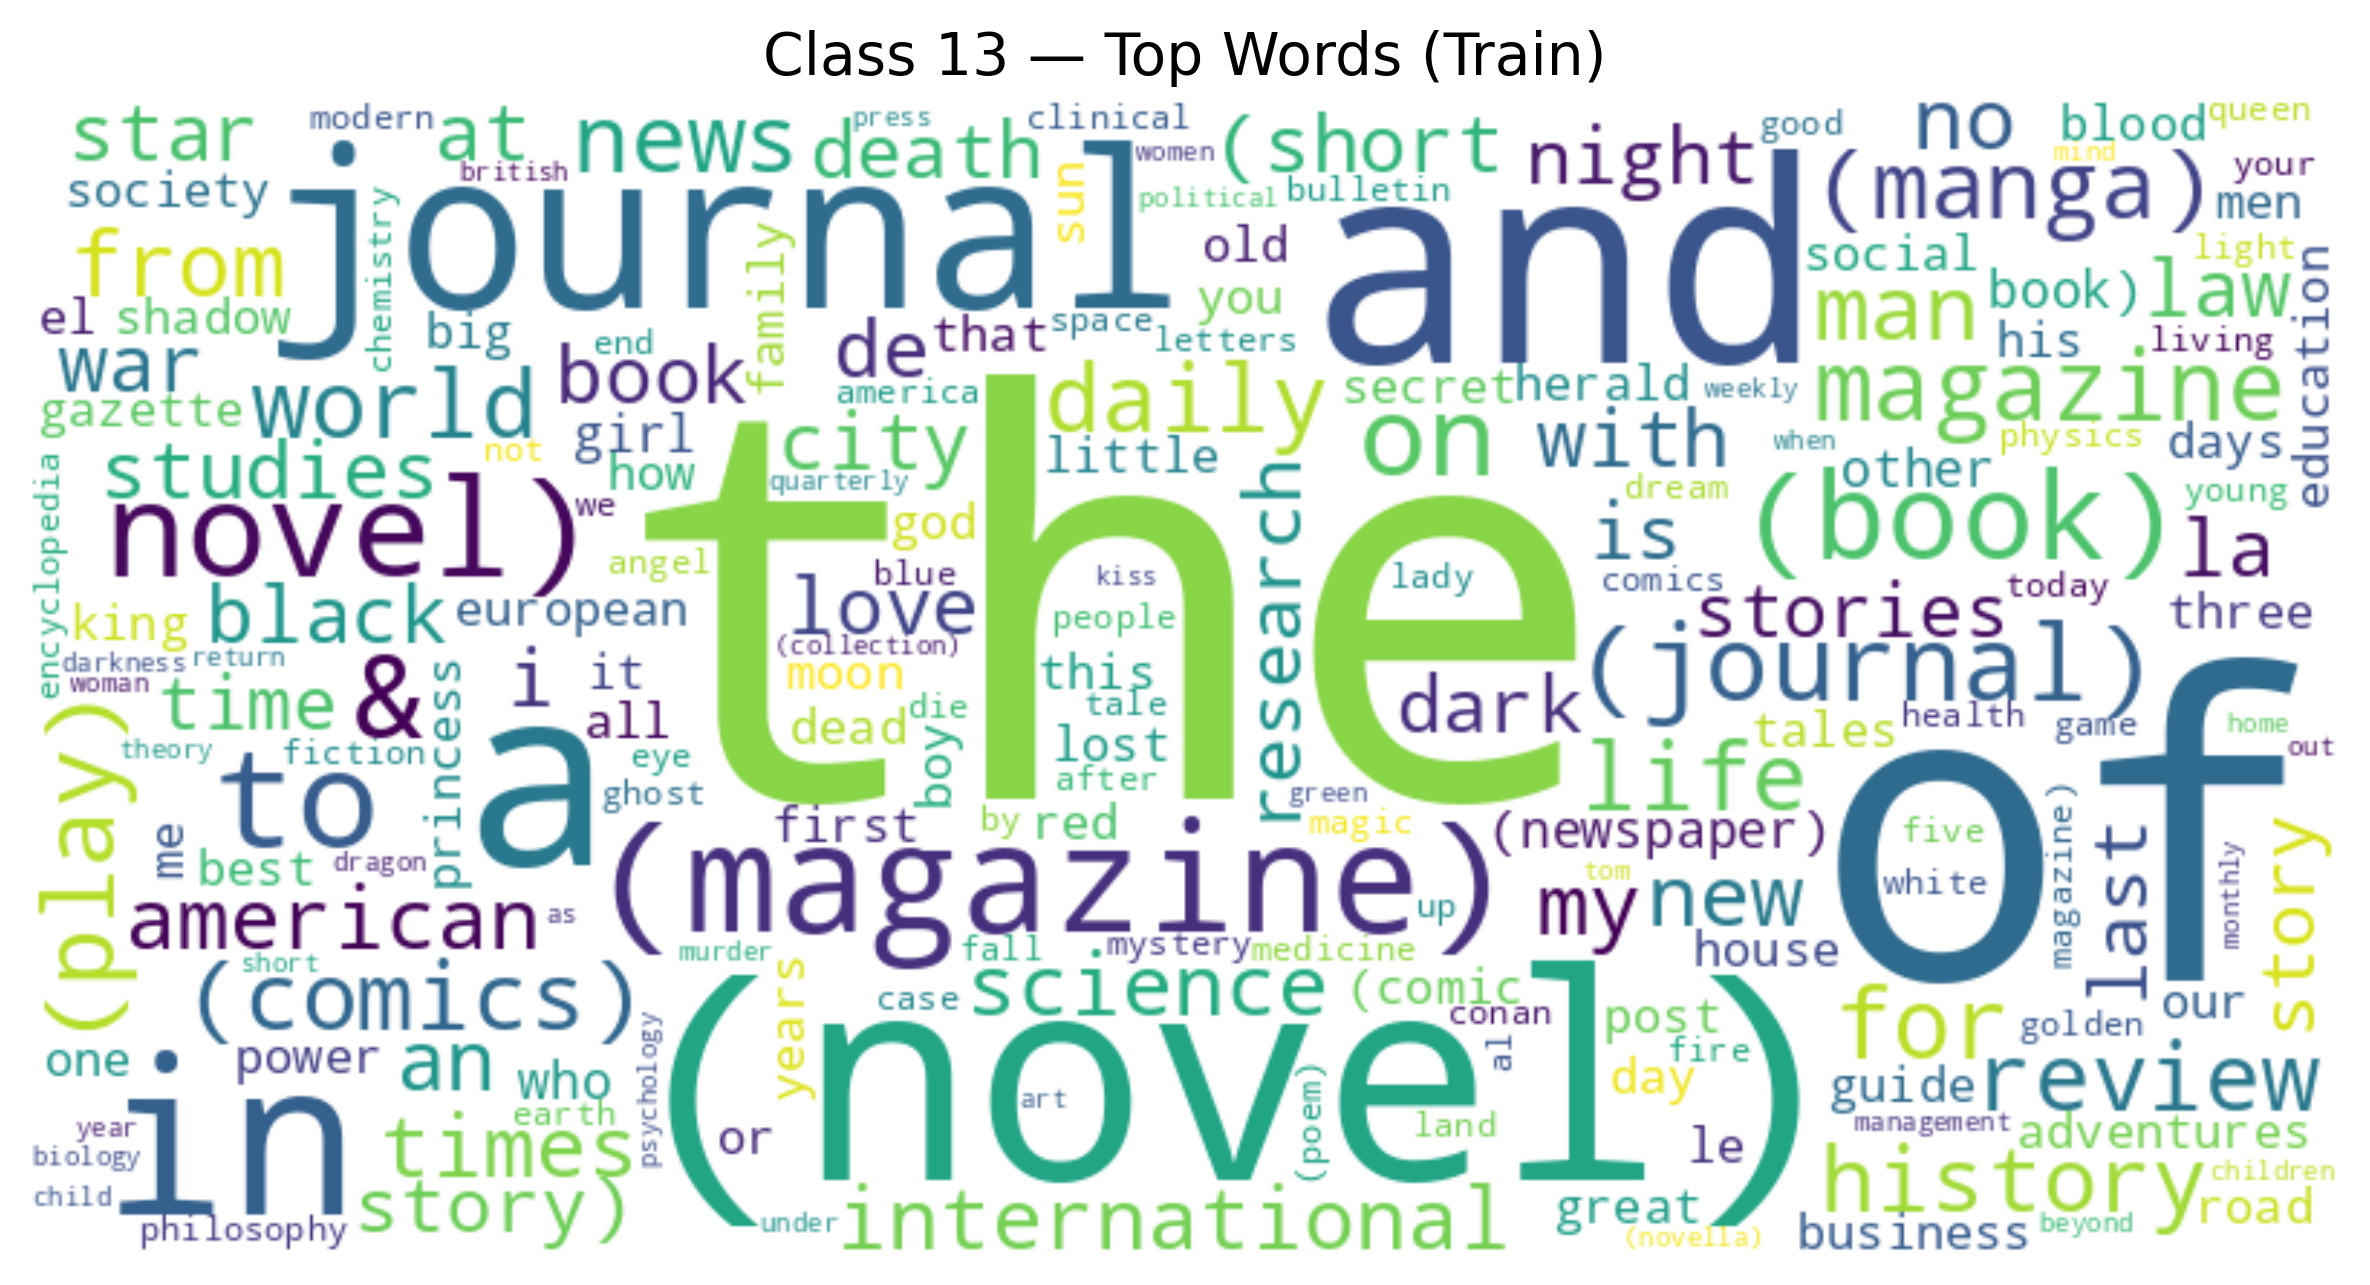 Class 13 — Top Words (Train)
star
modern
at
news
death
press
clinical
women
(short
night
good
no
blood
queen
mind
british
society
journal
sun
political
bulletin
and
(manga)
your
men
from
chemistry
family
old
you
social
light
man
book)
law
education
el
shadow
big
end
de
that
space
letters
his
living
war
world
book
america
daily
secret
herald
weekly
magazine
gazette
girl
city
little
on
with
when
physics
days
studies
not
how
quarterly
research
dream
other
young
encyclopedia
novel)
we
the
god
is
(book)
la
angel
blue
kiss
lady
comics
today
king
black
european
love
people
stories
three
(collection)
darkness
return
woman
time
&
princess
i
it
moon
this
dark
(journal)
of
all
dead
die
tale
tales
health
game
home
out
theory
fiction
a
eye
boy
lost
life
(play)
to
ghost
after
green
me
first
by
red
magic
(newspaper)
five
magazine)
last
monthly
story
best
dragon
(magazine)
tom
white
american
as
up
my
new
murder
fall
mystery
medicine
house
short
(comics)
years
case
science
(comic
conan
post
for
golden
our
one
power
an
who
psychology
(novel)
al
fire
day
guide
review
in
earth
art
(poem)
land
year
times
or
le
management
adventures
biology
history
children
child
story)
international
great
road
philosophy
under
(novella)
business
beyond